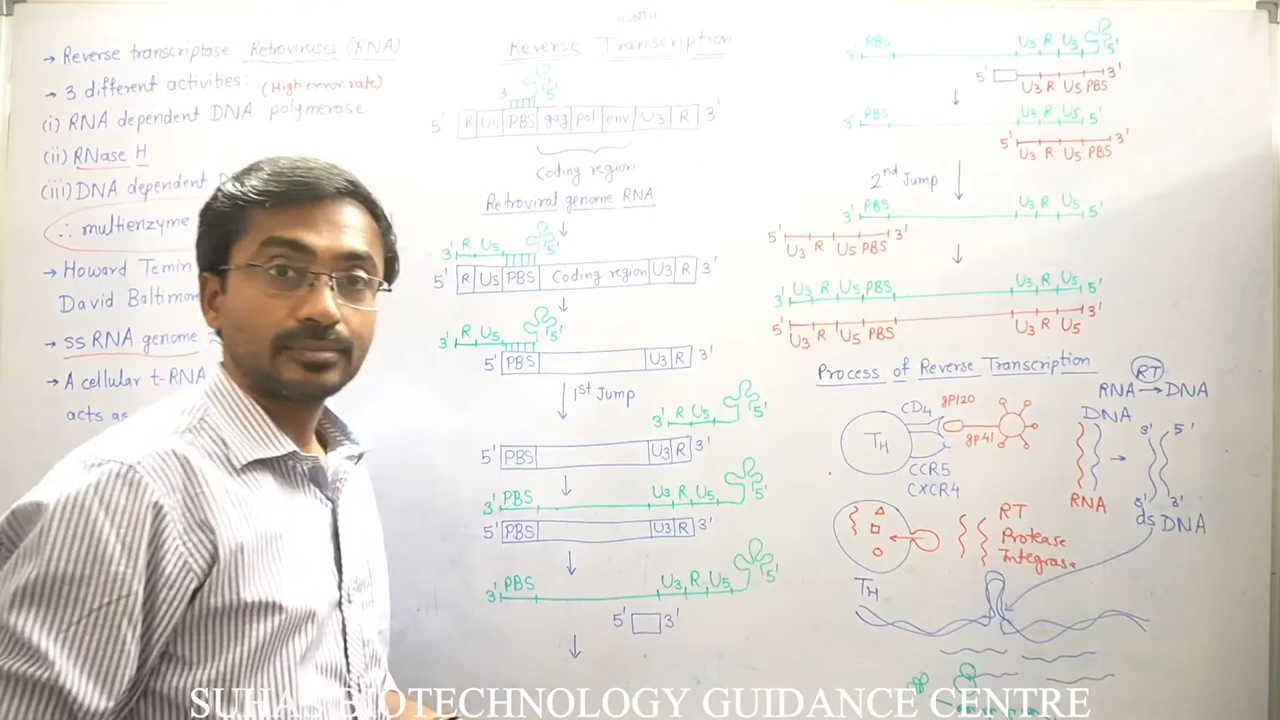 → Reverse transcriptase : Retroviruses (RNA)
→ 3 different activities: (High error rate)
(i) RNA dependent DNA polymerase
(ii) RNase H
(iii) DNA dependent
∴ multienzyme
→ Howard Temin
David
→ ss RNA genome
→ A cellular t-RNA
acts as
Reverse Transcription
3' 5'
5' R U5 PBS gag pol env U3 R 3'
Coding region
Retroviral genome RNA
3' R U5 5'
5' R U5 PBS Coding region U3 R 3'
3' R U5 5'
5' PBS U3 R 3'
1st Jump
R U5 5'
3'
5' PBS U3 R 3'
3' PBS U3 R U5 5'
5' PBS U3 R 3'
3' PBS U3 R U5 5'
5' 3'
3' PBS U3 R U5 5'
5' 3'
U3 R U5 PBS
3' PBS U3 R U5 5'
5' 3'
U3 R U5 PBS
2nd Jump
3' PBS U3 R U5 5'
5' 3'
U3 R U5 PBS
3' U3 R U5 PBS U3 R U5 5'
5' 3'
U3 R U5 PBS U3 R U5
Process of Reverse Transcription
RT
RNA → DNA
TH CD4 gp120
gp41
CCR5
CXCR4
DNA
RNA
3' 5'
5' 3'
ds DNA
TH
RT
Protease
Integrase
SUHAS BIOTECHNOLOGY GUIDANCE CENTRE